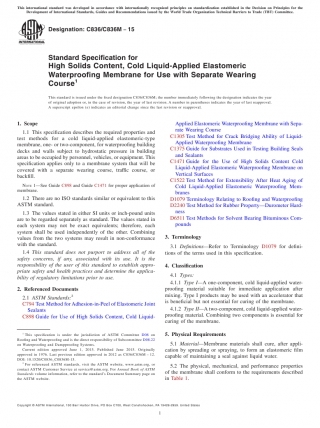 This international standard was developed in accordance with internationally recognized principles on standardization established in the Decision on Principles for the
Development of International Standards, Guides and Recommendations issued by the World Trade Organization Technical Barriers to Trade (TBT) Committee.
Designation: C836/C836M – 15
INTERNATIONAL
Standard Specification for
High Solids Content, Cold Liquid-Applied Elastomeric
Waterproofing Membrane for Use with Separate Wearing
Course1
This standard is issued under the fixed designation C836/C836M; the number immediately following the designation indicates the year
of original adoption or, in the case of revision, the year of last revision. A number in parentheses indicates the year of last reapproval.
A superscript epsilon (ε) indicates an editorial change since the last revision or reapproval.
1. Scope
1.1 This specification describes the required properties and
test methods for a cold liquid-applied elastomeric-type
membrane, one- or two-component, for waterproofing building
decks and walls subject to hydrostatic pressure in building
areas to be occupied by personnel, vehicles, or equipment. This
specification applies only to a membrane system that will be
covered with a separate wearing course, traffic course, or
backfill.
NOTE 1—See Guide C898 and Guide C1471 for proper application of
membrane.
1.2 There are no ISO standards similar or equivalent to this
ASTM standard.
1.3 The values stated in either SI units or inch-pound units
are to be regarded separately as standard. The values stated in
each system may not be exact equivalents; therefore, each
system shall be used independently of the other. Combining
values from the two systems may result in non-conformance
with the standard.
1.4 This standard does not purport to address all of the
safety concerns, if any, associated with its use. It is the
responsibility of the user of this standard to establish appro-
priate safety and health practices and determine the applica-
bility of regulatory limitations prior to use.
2. Referenced Documents
2.1 ASTM Standards:2
C794 Test Method for Adhesion-in-Peel of Elastomeric Joint
Sealants
C898 Guide for Use of High Solids Content, Cold Liquid-
1 This specification is under the jurisdiction of ASTM Committee D08 on
Roofing and Waterproofing and is the direct responsibility of Subcommittee D08.22
on Waterproofing and Dampproofing Systems.
Current edition approved June 1, 2015. Published June 2015. Originally
approved in 1976. Last previous edition approved in 2012 as C836/C836M – 12.
DOI: 10.1520/C0836_C0836M-15.
2 For referenced ASTM standards, visit the ASTM website, www.astm.org, or
contact ASTM Customer Service at service@astm.org. For Annual Book of ASTM
Standards volume information, refer to the standard's Document Summary page on
the ASTM website.
Applied Elastomeric Waterproofing Membrane with Sepa-
rate Wearing Course
C1305 Test Method for Crack Bridging Ability of Liquid-
Applied Waterproofing Membrane
C1375 Guide for Substrates Used in Testing Building Seals
and Sealants
C1471 Guide for the Use of High Solids Content Cold
Liquid-Applied Elastomeric Waterproofing Membrane on
Vertical Surfaces
C1522 Test Method for Extensibility After Heat Aging of
Cold Liquid-Applied Elastomeric Waterproofing Mem-
branes
D1079 Terminology Relating to Roofing and Waterproofing
D2240 Test Method for Rubber Property—Durometer Hard-
ness
D6511 Test Methods for Solvent Bearing Bituminous Com-
pounds
3. Terminology
3.1 Definitions—Refer to Terminology D1079 for defini-
tions of the terms used in this specification.
4. Classification
4.1 Types:
4.1.1 Type I—A one-component, cold liquid-applied water-
proofing material suitable for immediate application after
mixing. Type I products may be used with an accelerator that
is beneficial but not essential for curing of the membrane.
4.1.2 Type II—A two-component, cold liquid-applied water-
proofing material. Combining two components is essential for
curing of the membrane.
5. Physical Requirements
5.1 Material—Membrane materials shall cure, after appli-
cation by spreading or spraying, to form an elastomeric film
capable of maintaining a seal against liquid water.
5.2 The physical, mechanical, and performance properties
of the membrane shall conform to the requirements described
in Table 1.
Copyright © ASTM International, 100 Barr Harbor Drive, PO Box C700, West Conshohocken, PA 19428-2959. United States
1